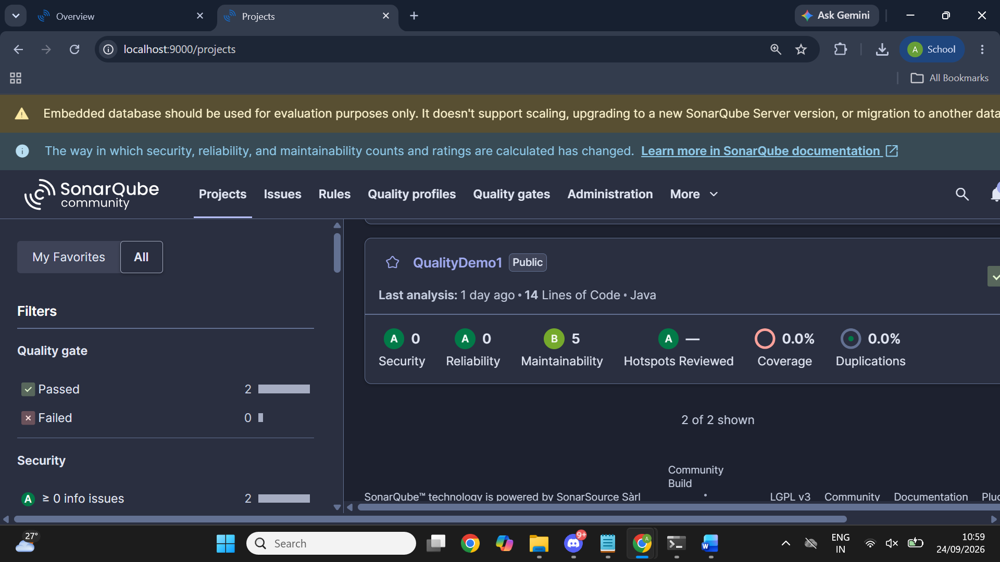 Overview
Projects
Ask Gemini
localhost:9000/projects
A School
All Bookmarks
Embedded database should be used for evaluation purposes only. It doesn't support scaling, upgrading to a new SonarQube Server version, or migration to another data
The way in which security, reliability, and maintainability counts and ratings are calculated has changed. Learn more in SonarQube documentation
SonarQube
community
Projects Issues Rules Quality profiles Quality gates Administration More
My Favorites All
Filters
Quality gate
Passed 2
Failed 0
Security
A ≥ 0 info issues 2
QualityDemo1 Public
Last analysis: 1 day ago • 14 Lines of Code • Java
A 0 A 0 B 5 A — 0.0% 0.0%
Security Reliability Maintainability Hotspots Reviewed Coverage Duplications
2 of 2 shown
Community
Build
•
SonarQube™ technology is powered by SonarSource Sàrl LGPL v3 Community Documentation Plug
27°
Search
9+
A
W
ENG
IN
10:59
24/09/2026